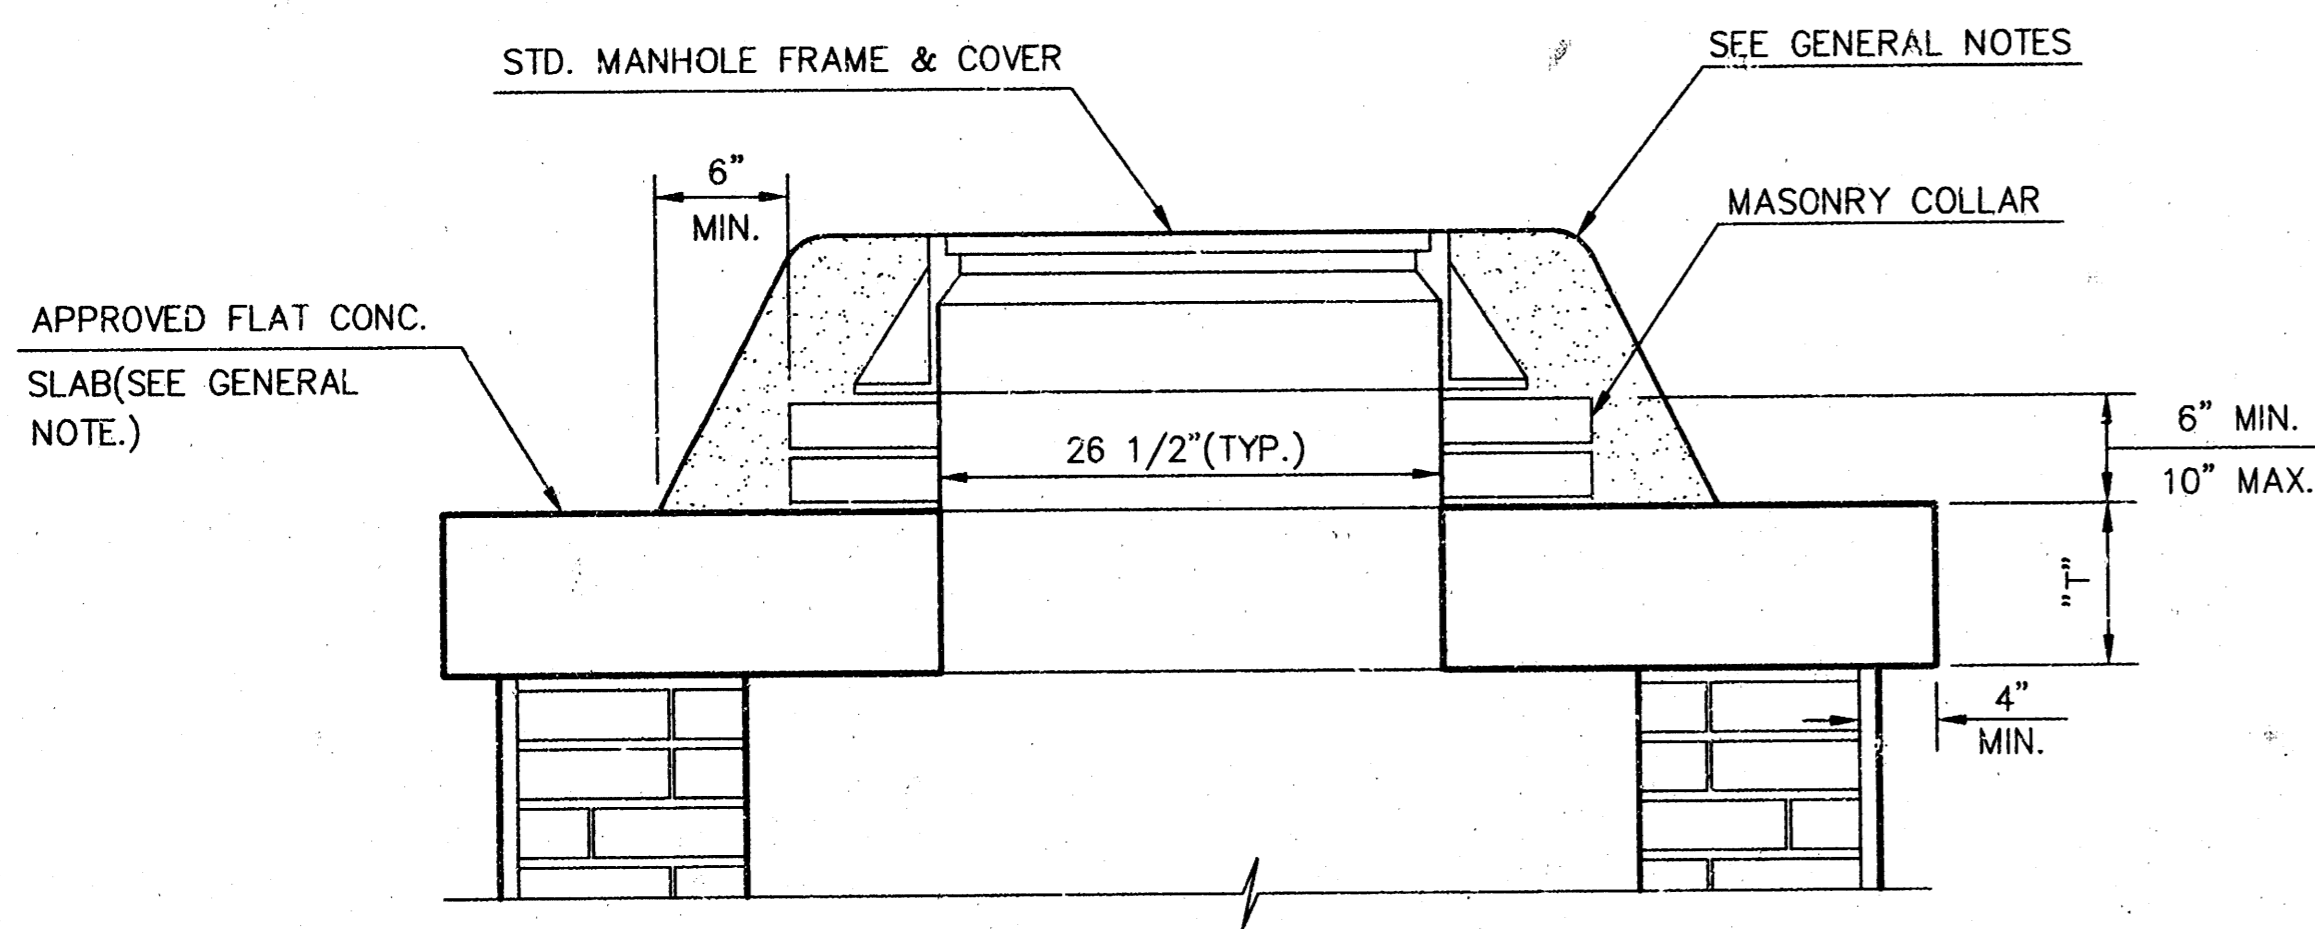 STD. MANHOLE FRAME & COVER
SEE GENERAL NOTES
6"
MIN.
MASONRY COLLAR
APPROVED FLAT CONC.
SLAB(SEE GENERAL
NOTE.)
26 1/2"(TYP.)
6" MIN.
10" MAX.
"T"
4"
MIN.